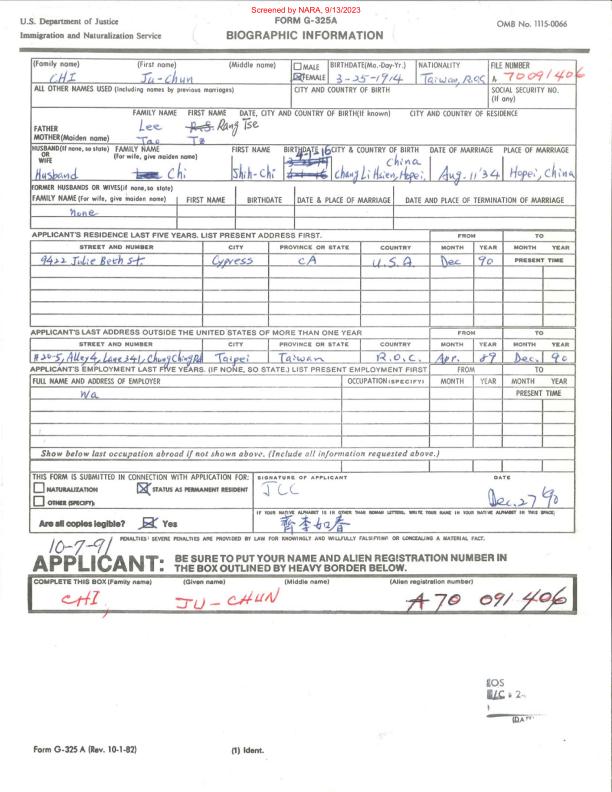 Screened by NARA, 9/13/2023
U.S. Department of Justice
Immigration and Naturalization Service
FORM G-325A
BIOGRAPHIC INFORMATION
OMB No. 1115-0066
(Family name) (First name) (Middle name) MALE FEMALE BIRTHDATE(Mo.-Day-Yr.) NATIONALITY FILE NUMBER
CHI Ju-chun 3-25-1914 Taiwan, R.O.C A 70091406
ALL OTHER NAMES USED (Including names by previous marriages) CITY AND COUNTRY OF BIRTH SOCIAL SECURITY NO. (If any)
FAMILY NAME FIRST NAME DATE, CITY AND COUNTRY OF BIRTH(If known) CITY AND COUNTRY OF RESIDENCE
FATHER Lee Rang Tse
MOTHER(Maiden name) Tao
HUSBAND(If none, so state) OR WIFE FAMILY NAME (For wife, give maiden name) FIRST NAME BIRTHDATE CITY & COUNTRY OF BIRTH DATE OF MARRIAGE PLACE OF MARRIAGE
Husband Chi Shih-Chi 4-1-16 Chang Li Hsien, Hopei, China Aug. 11 '34 Hopei, China
FORMER HUSBANDS OR WIVES(if none,so state)
FAMILY NAME (For wife, give maiden name) FIRST NAME BIRTHDATE DATE & PLACE OF MARRIAGE DATE AND PLACE OF TERMINATION OF MARRIAGE
none
APPLICANT'S RESIDENCE LAST FIVE YEARS. LIST PRESENT ADDRESS FIRST. FROM TO
STREET AND NUMBER CITY PROVINCE OR STATE COUNTRY MONTH YEAR MONTH YEAR
9422 Julie Beth St. Cypress CA U.S.A. Dec 90 PRESENT TIME
APPLICANT'S LAST ADDRESS OUTSIDE THE UNITED STATES OF MORE THAN ONE YEAR FROM TO
STREET AND NUMBER CITY PROVINCE OR STATE COUNTRY MONTH YEAR MONTH YEAR
#20-5, Alley 4, Lane 341, Chung Ching Rd Taipei Taiwan R.O.C. Apr. 89 Dec. 90
APPLICANT'S EMPLOYMENT LAST FIVE YEARS. (IF NONE, SO STATE.) LIST PRESENT EMPLOYMENT FIRST FROM TO
FULL NAME AND ADDRESS OF EMPLOYER OCCUPATION(SPECIFY) MONTH YEAR MONTH YEAR
PRESENT TIME
Show below last occupation abroad if not shown above. (Include all information requested above.)
THIS FORM IS SUBMITTED IN CONNECTION WITH APPLICATION FOR: SIGNATURE OF APPLICANT DATE
NATURALIZATION STATUS AS PERMANENT RESIDENT JCC Dec. 27 '90
OTHER (SPECIFY):
IF YOUR NATIVE ALPHABET IS IN OTHER THAN ROMAN LETTERS, WRITE YOUR NAME IN YOUR NATIVE ALPHABET IN THIS SPACE:
Are all copies legible? Yes 齊李如春
PENALTIES: SEVERE PENALTIES ARE PROVIDED BY LAW FOR KNOWINGLY AND WILLFULLY FALSIFYING OR CONCEALING A MATERIAL FACT.
10-7-91
APPLICANT: BE SURE TO PUT YOUR NAME AND ALIEN REGISTRATION NUMBER IN
THE BOX OUTLINED BY HEAVY BORDER BELOW.
COMPLETE THIS BOX (Family name) (Given name) (Middle name) (Alien registration number)
CHI, JU-CHUN A70 091 406
Form G-325 A (Rev. 10-1-82) (1) Ident.